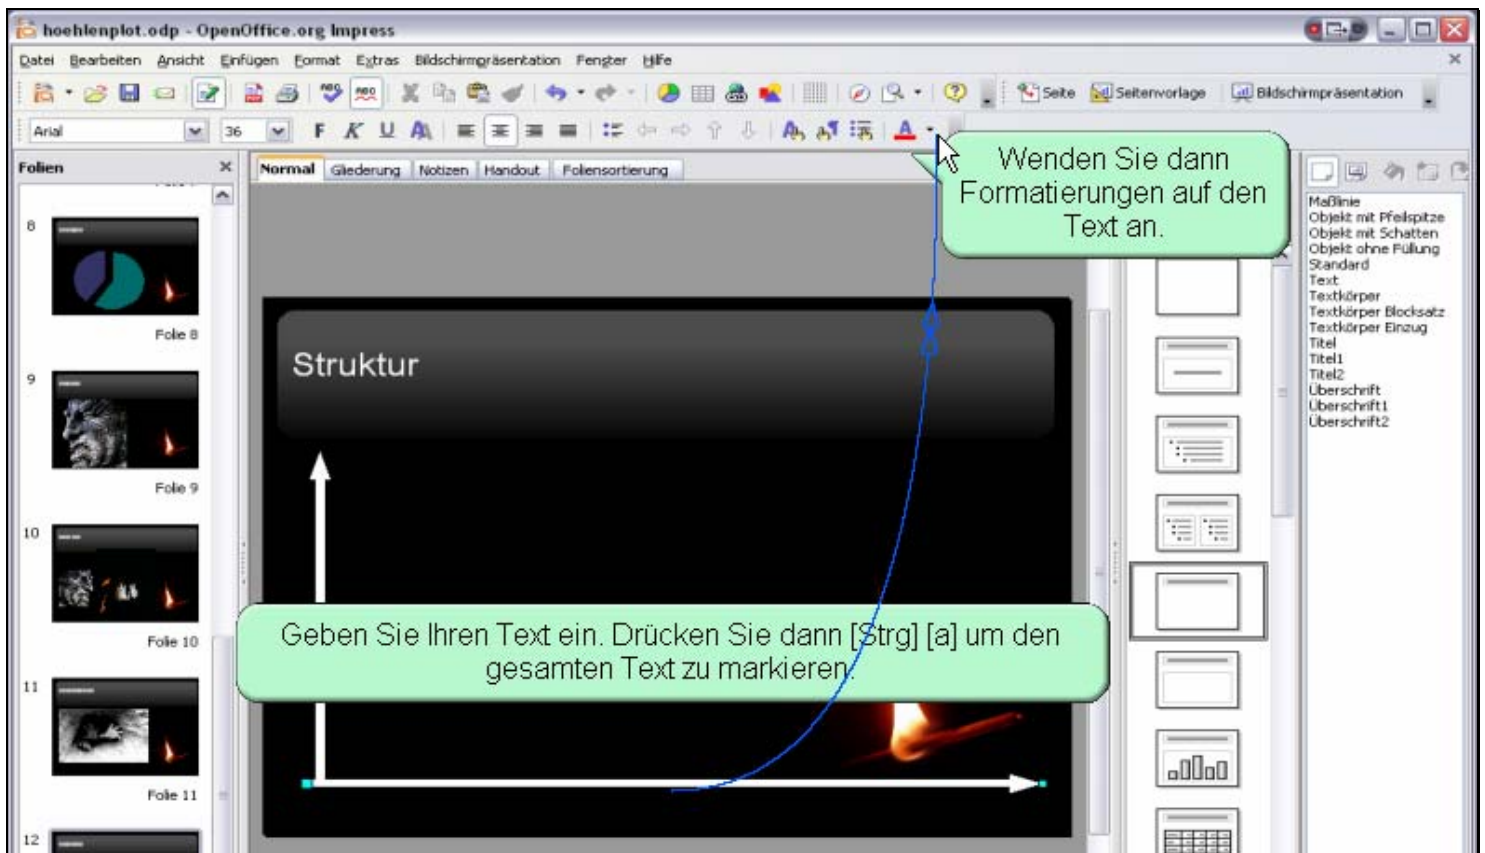 hoehlenplot.odp - OpenOffice.org Impress
Datei Bearbeiten Ansicht Einfügen Format Extras Bildschirmpräsentation Fenster Hilfe
Seite Seitenvorlage Bildschirmpräsentation
Arial 36 F K U
Folien
Normal Gliederung Notizen Handout Foliensortierung
Wenden Sie dann
Formatierungen auf den
Text an.
8
Folie 8
9
Folie 9
10
Folie 10
11
Folie 11
12
Struktur
Geben Sie Ihren Text ein. Drücken Sie dann [Strg] [a] um den
gesamten Text zu markieren.
Maßlinie
Objekt mit Pfeilspitze
Objekt mit Schatten
Objekt ohne Füllung
Standard
Text
Textkörper
Textkörper Blocksatz
Textkörper Einzug
Titel
Titel1
Titel2
Überschrift
Überschrift1
Überschrift2